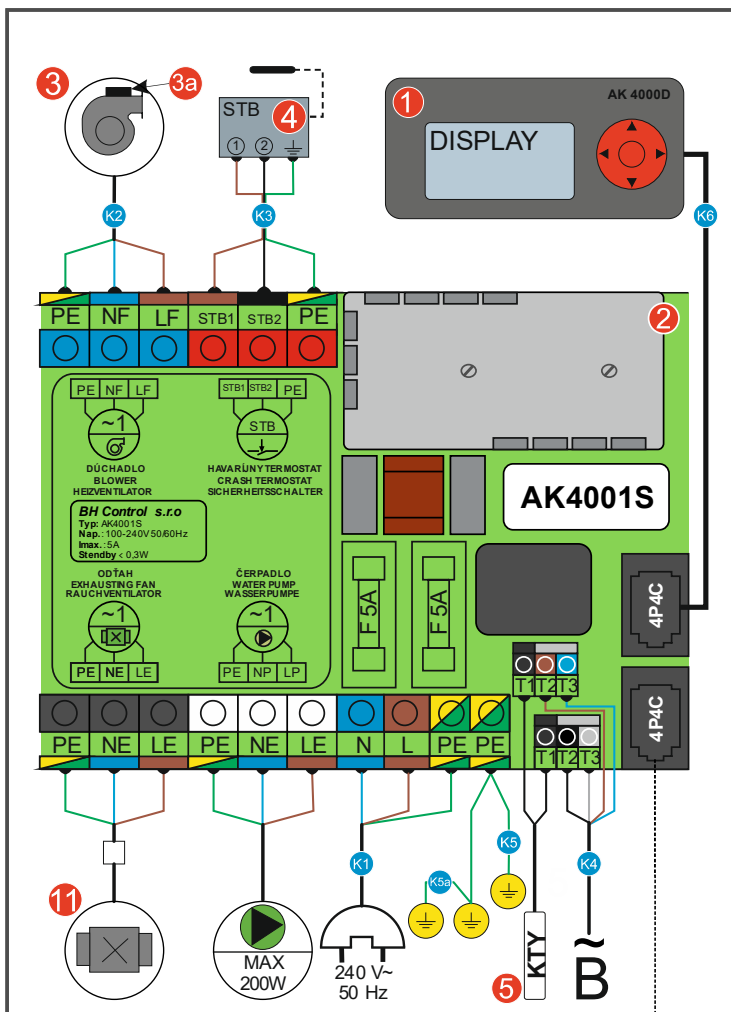 3
3a
STB
4
1
2
1
AK 4000D
DISPLAY
K2
K3
K6
PE NF LF STB1 STB2 PE
2
PE NF LF
STB1 STB2 PE
~1
STB
DÚCHADLO
BLOWER
HEIZVENTILATOR
HAVARIJNY TERMOSTAT
CRASH TERMOSTAT
SICHERHEITSSCHALTER
AK4001S
BH Control s.r.o
Typ: AK4001S
Nap.: 100-240V 50/60Hz
Imax.:5A
Stendby < 0,3W
ODŤAH
EXHAUSTING FAN
RAUCHVENTILATOR
ČERPADLO
WATER PUMP
WASSERPUMPE
~1
~1
PE NE LE
PE NP LP
F 5A
F 5A
4P4C
T1 T2 T3
4P4C
T1 T2 T3
PE NE LE PE NE LE N L PE PE
K1
K5a
K5
K4
11
MAX
200W
240 V~
50 Hz
5
KTY
~
B